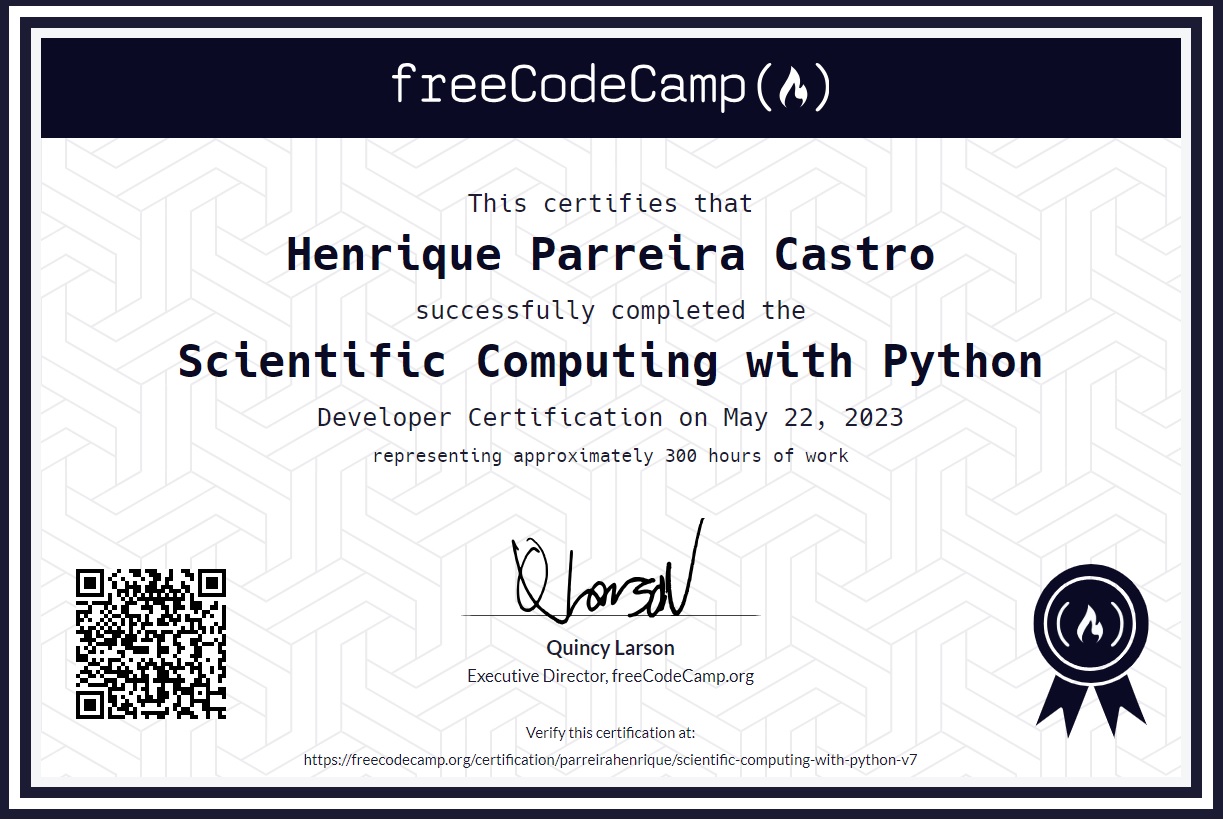 freeCodeCamp
This certifies that
Henrique Parreira Castro
successfully completed the
Scientific Computing with Python
Developer Certification on May 22, 2023
representing approximately 300 hours of work
Quincy Larson
Executive Director, freeCodeCamp.org
Verify this certification at:
https://freecodecamp.org/certification/parreirahenrique/scientific-computing-with-python-v7